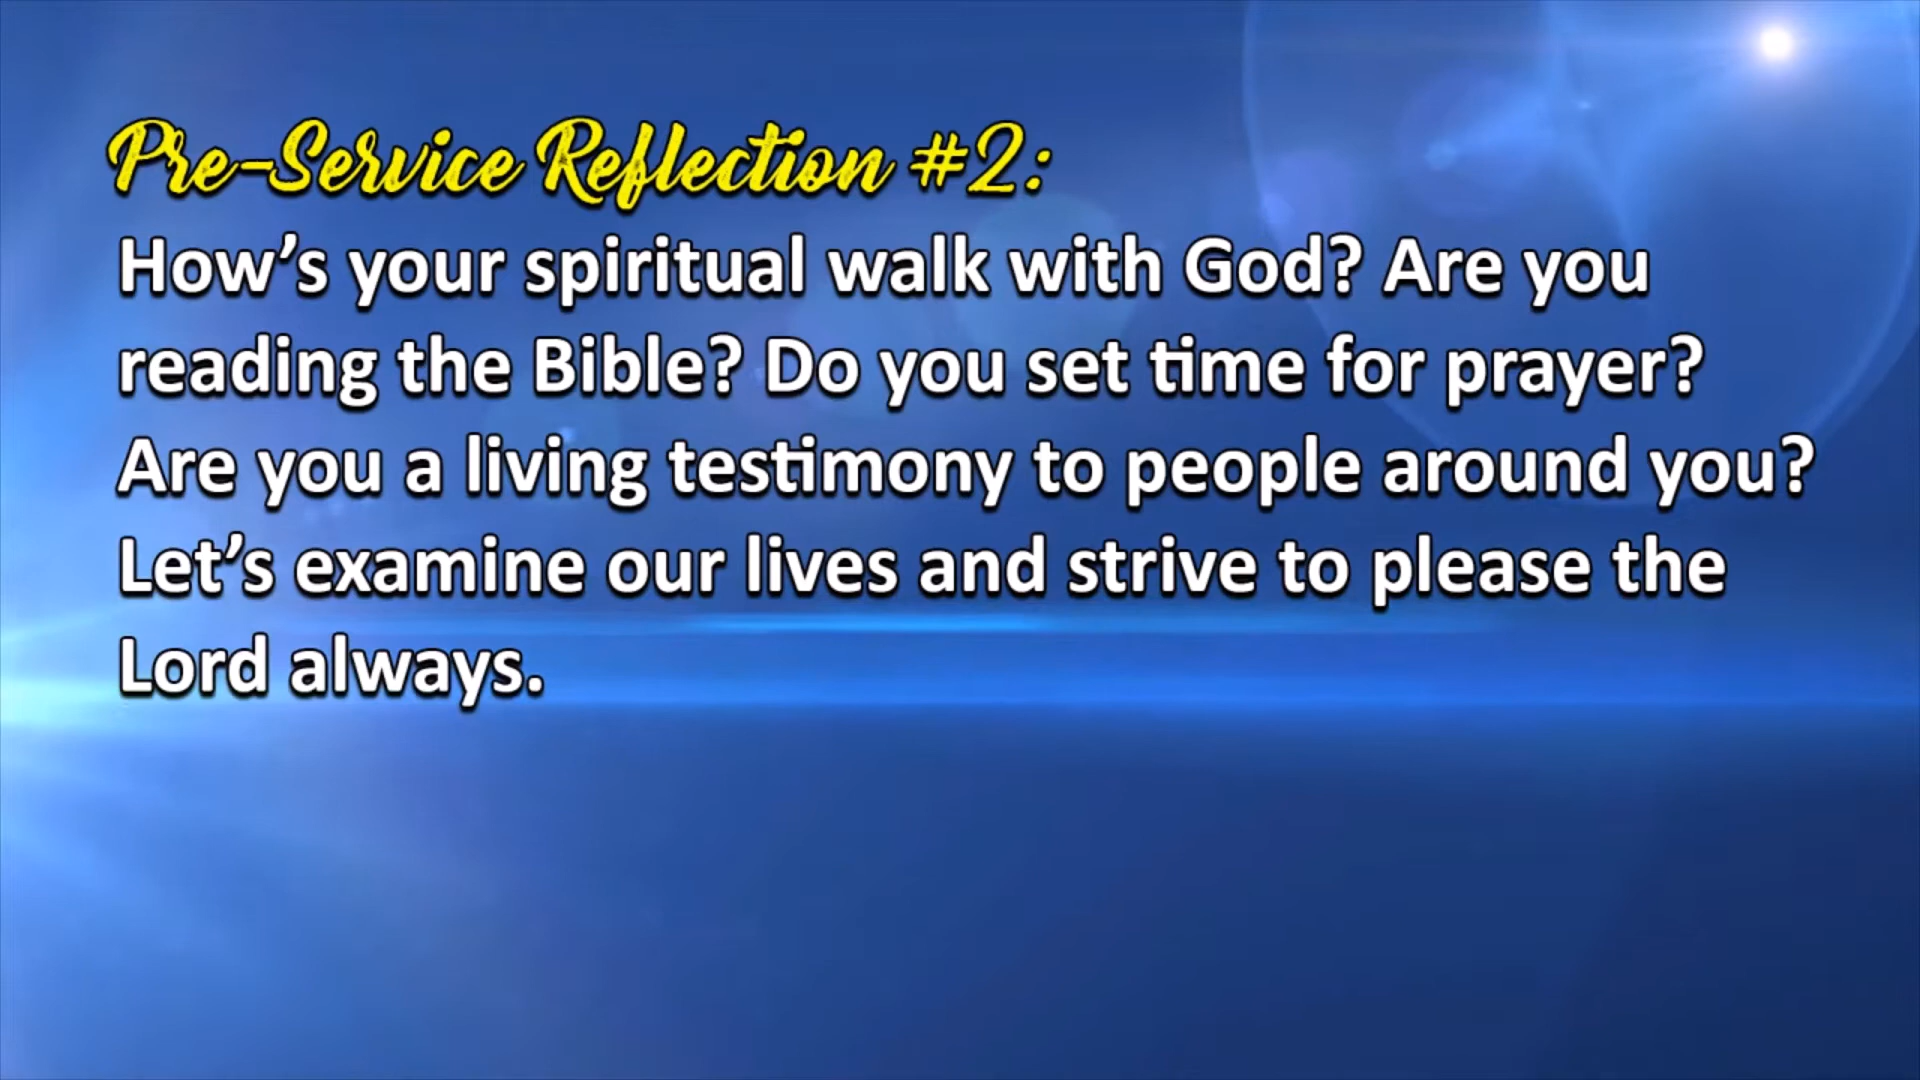 Pre-Service Reflection #2:
How’s your spiritual walk with God? Are you
reading the Bible? Do you set time for prayer?
Are you a living testimony to people around you?
Let’s examine our lives and strive to please the
Lord always.